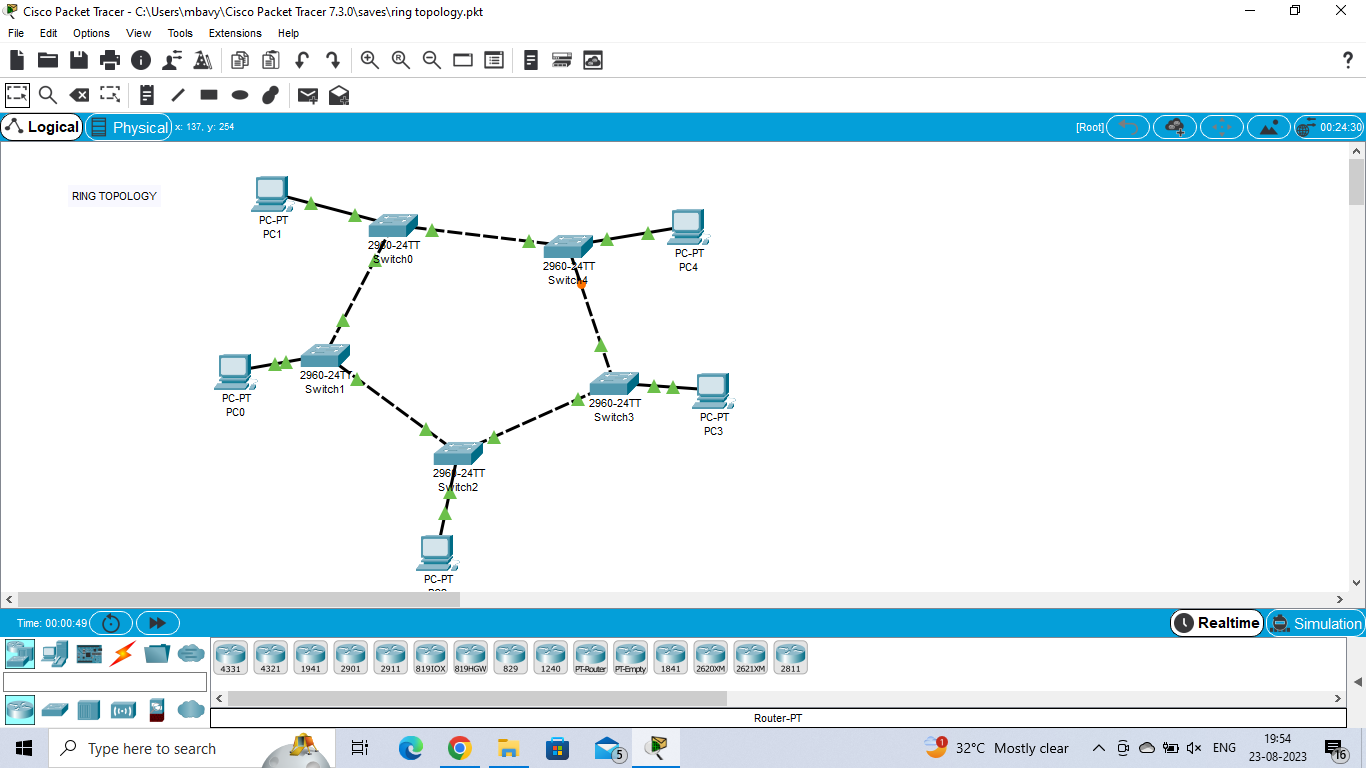 Cisco Packet Tracer - C:\Users\mbavy\Cisco Packet Tracer 7.3.0\saves\ring topology.pkt
File Edit Options View Tools Extensions Help
Logical Physical x: 137, y: 254 [Root] 00:24:30
RING TOPOLOGY
PC-PT
PC1
2960-24TT
Switch0
2960-24TT
Switch4
PC-PT
PC4
2960-24TT
Switch1
PC-PT
PC0
2960-24TT
Switch3
PC-PT
PC3
2960-24TT
Switch2
PC-PT
Time: 00:00:49 Realtime Simulation
4331 4321 1941 2901 2911 819IOX 819HGW 829 1240 PT-Router PT-Empty 1841 2620XM 2621XM 2811
Router-PT
Type here to search 5 1 32°C Mostly clear ENG 19:54
23-08-2023 16